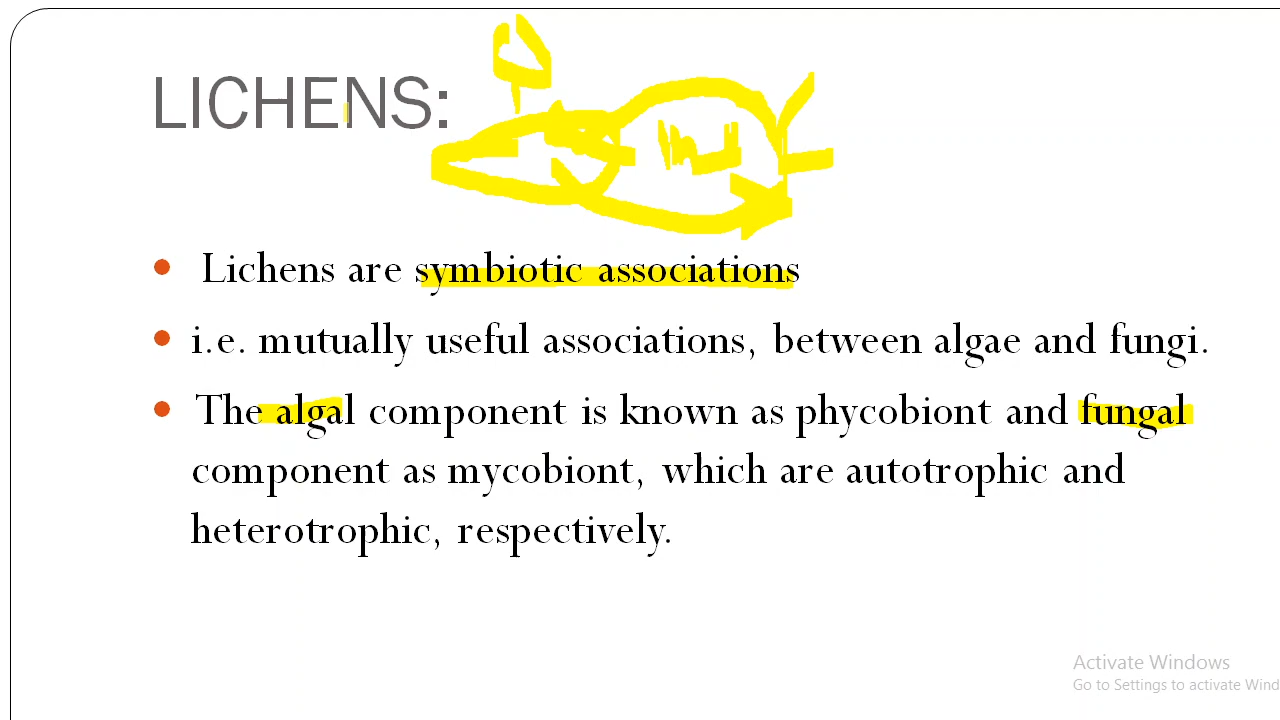 LICHENS:
Lichens are symbiotic associations
i.e. mutually useful associations, between algae and fungi.
The algal component is known as phycobiont and fungal
component as mycobiont, which are autotrophic and
heterotrophic, respectively.
Activate Windows
Go to Settings to activate Wind